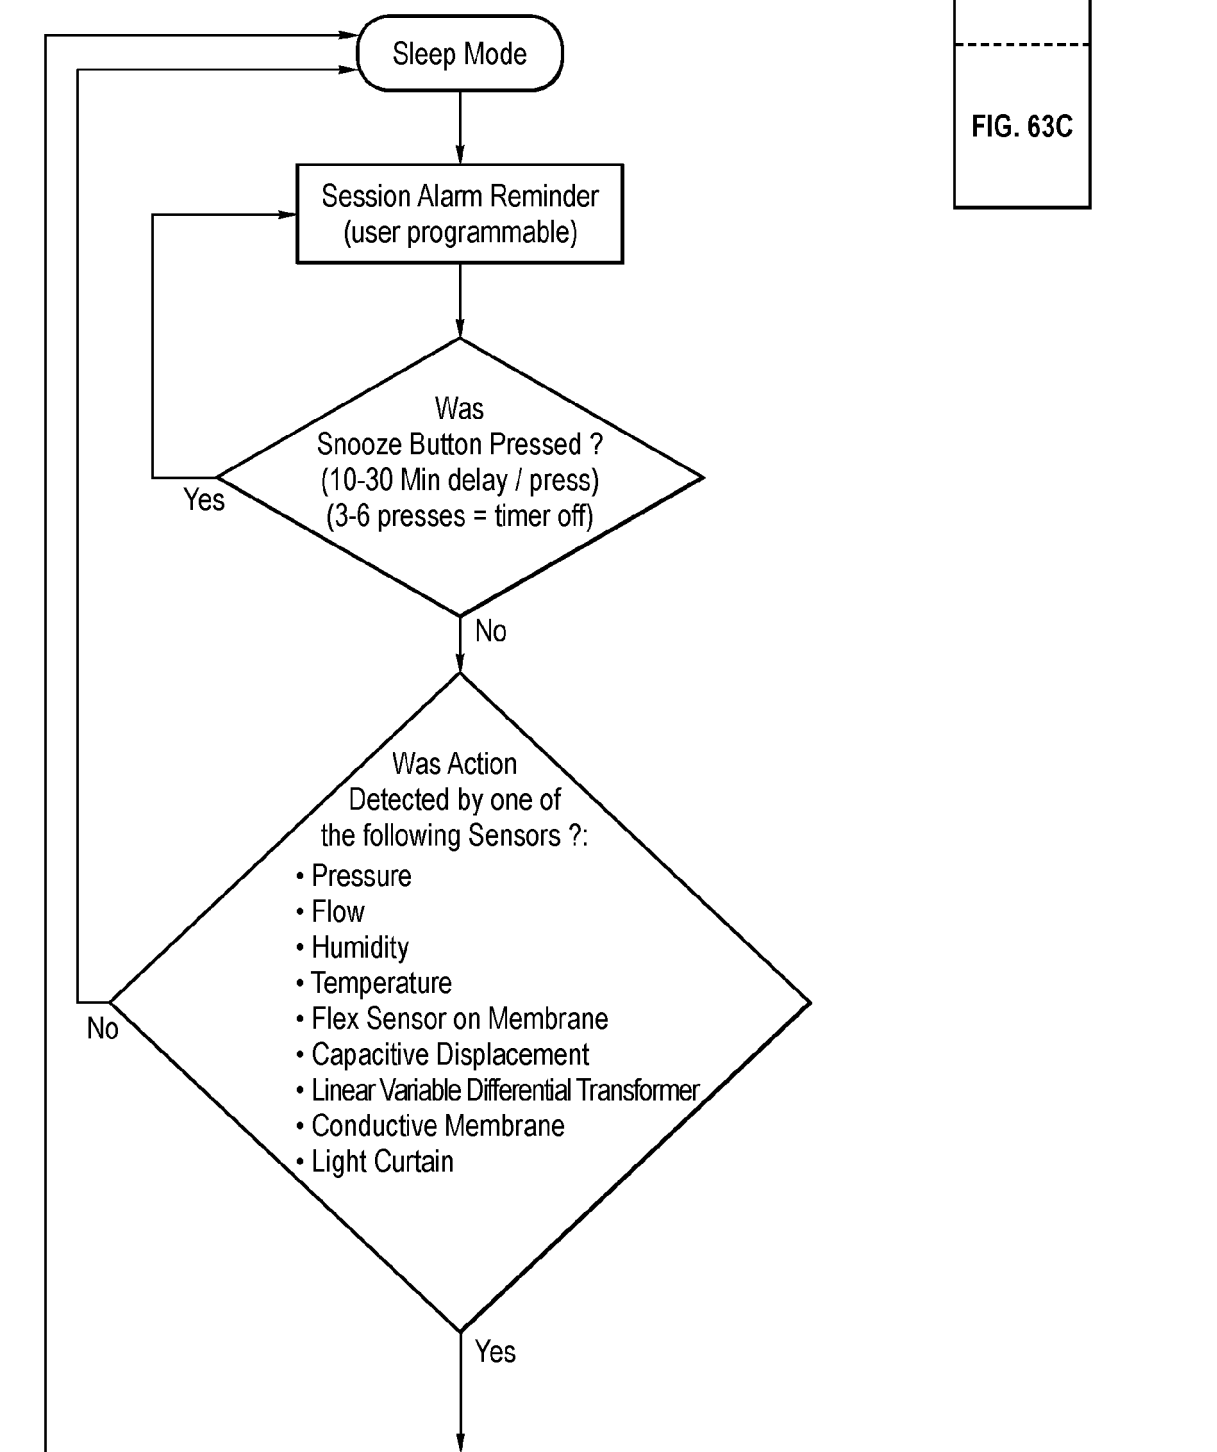 Sleep Mode
FIG. 63C
Session Alarm Reminder
(user programmable)
Was
Snooze Button Pressed ?
(10-30 Min delay / press)
(3-6 presses = timer off)
Yes
No
Was Action
Detected by one of
the following Sensors ?:
• Pressure
• Flow
• Humidity
• Temperature
• Flex Sensor on Membrane
• Capacitive Displacement
• Linear Variable Differential Transformer
• Conductive Membrane
• Light Curtain
No
Yes